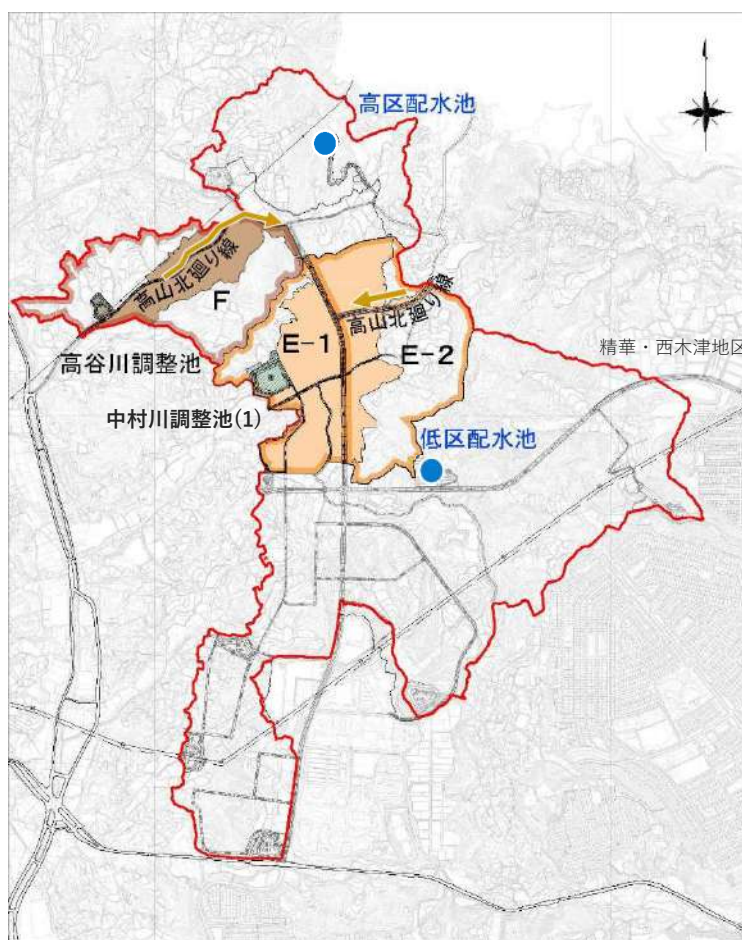 高区配水池
高山北廻り線
F
高山北廻り線
E-1
E-2
精華・西木津地区
高谷川調整池
中村川調整池(1)
低区配水池